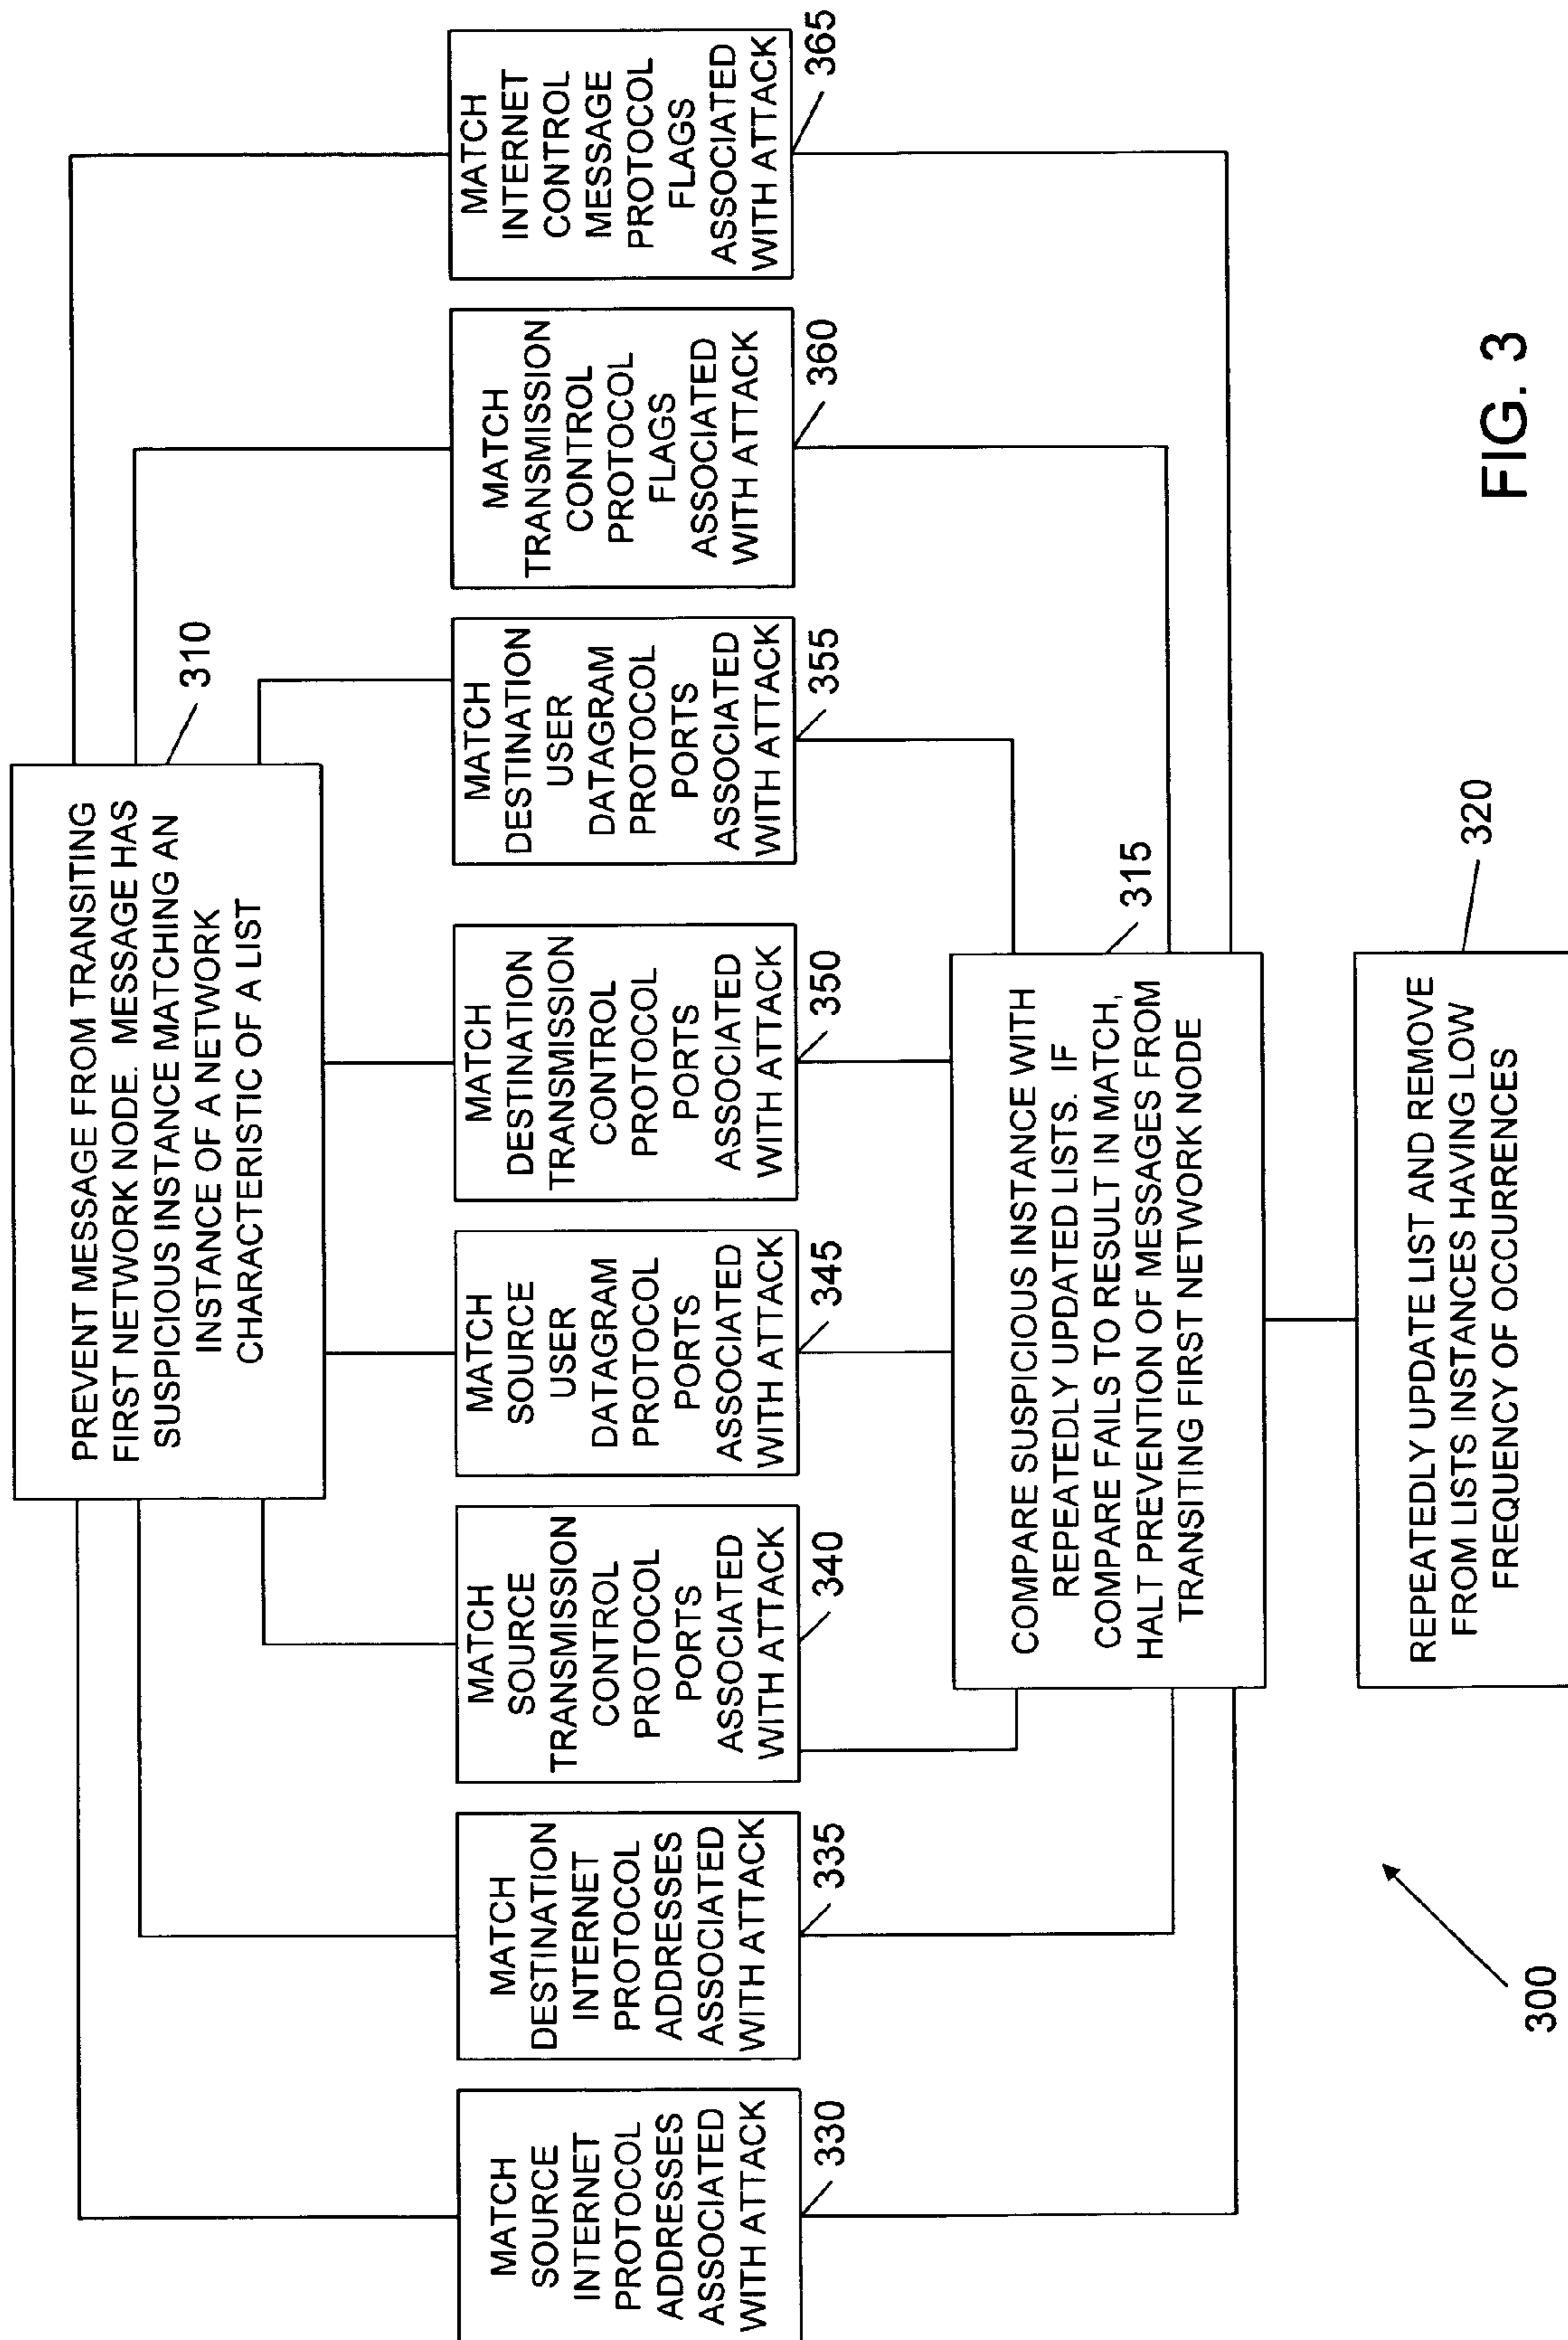 PREVENT MESSAGE FROM TRANSITING
FIRST NETWORK NODE. MESSAGE HAS
SUSPICIOUS INSTANCE MATCHING AN
INSTANCE OF A NETWORK
CHARACTERISTIC OF A LIST
310
MATCH
SOURCE
INTERNET
PROTOCOL
ADDRESSES
ASSOCIATED
WITH ATTACK
330
MATCH
DESTINATION
INTERNET
PROTOCOL
ADDRESSES
ASSOCIATED
WITH ATTACK
335
MATCH
SOURCE
TRANSMISSION
CONTROL
PROTOCOL
PORTS
ASSOCIATED
WITH ATTACK
340
MATCH
SOURCE
USER
DATAGRAM
PROTOCOL
PORTS
ASSOCIATED
WITH ATTACK
345
MATCH
DESTINATION
TRANSMISSION
CONTROL
PROTOCOL
PORTS
ASSOCIATED
WITH ATTACK
350
MATCH
DESTINATION
USER
DATAGRAM
PROTOCOL
PORTS
ASSOCIATED
WITH ATTACK
355
MATCH
TRANSMISSION
CONTROL
PROTOCOL
FLAGS
ASSOCIATED
WITH ATTACK
360
MATCH
INTERNET
CONTROL
MESSAGE
PROTOCOL
FLAGS
ASSOCIATED
WITH ATTACK
365
COMPARE SUSPICIOUS INSTANCE WITH
REPEATEDLY UPDATED LISTS. IF
COMPARE FAILS TO RESULT IN MATCH,
HALT PREVENTION OF MESSAGES FROM
TRANSITING FIRST NETWORK NODE
315
REPEATEDLY UPDATE LIST AND REMOVE
FROM LISTS INSTANCES HAVING LOW
FREQUENCY OF OCCURRENCES
320
300
FIG. 3